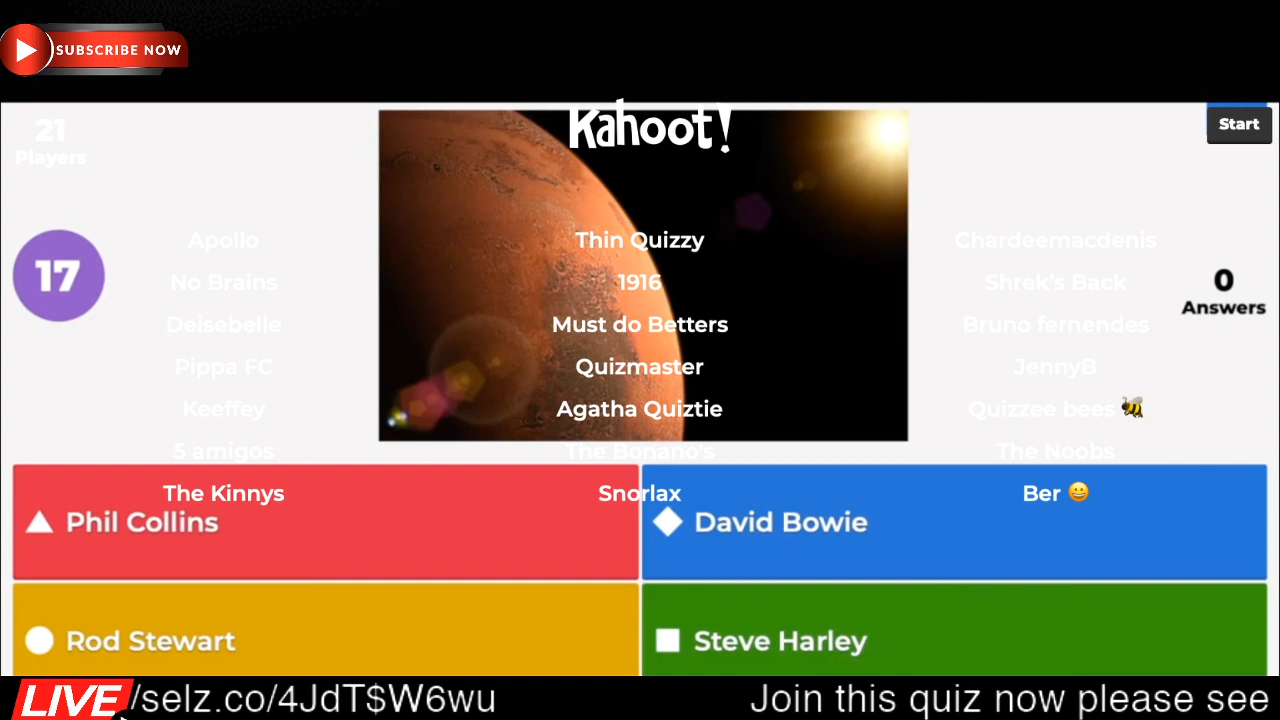 SUBSCRIBE NOW
Kahoot!
21
Players
Start
Apollo
Thin Quizzy
Chardeemacdenis
17
No Brains
1916
Shrek's Back
0
Answers
Deisebelle
Must do Betters
Bruno fernendes
Pippa FC
Quizmaster
JennyB
Keeffey
Agatha Quiztie
Quizzee bees 🐝
5 amigos
The Bonano's
The Noobs
The Kinnys
Snorlax
Ber 😀
Phil Collins
David Bowie
Rod Stewart
Steve Harley
LIVE
/selz.co/4JdT$W6wu
Join this quiz now please see